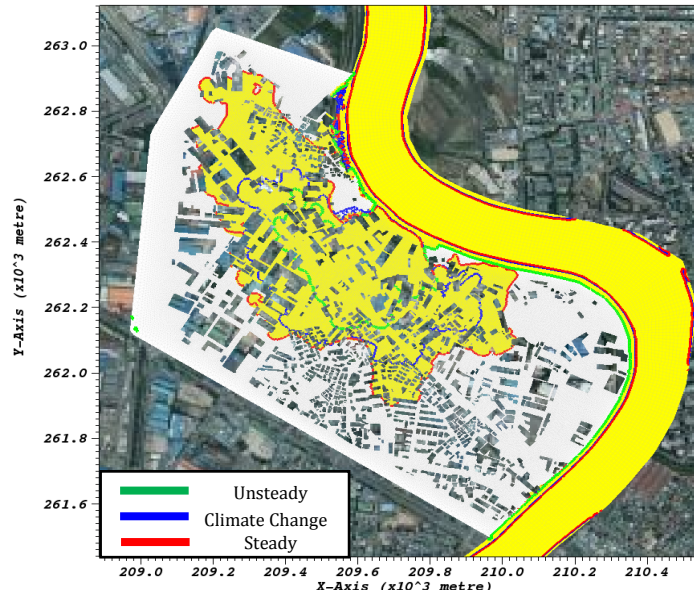 263.0
262.8
262.6
262.4
262.2
262.0
261.8
261.6
Y-Axis (x10^3 metre)
Unsteady
Climate Change
Steady
209.0 209.2 209.4 209.6 209.8 210.0 210.2 210.4
X-Axis (x10^3 metre)